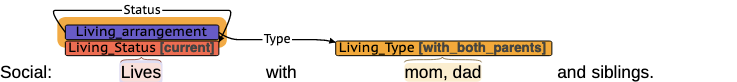 Status
Living_arrangement
Living_Status [current]
Type
Living_Type [with_both_parents]
Social: Lives with mom, dad and siblings.